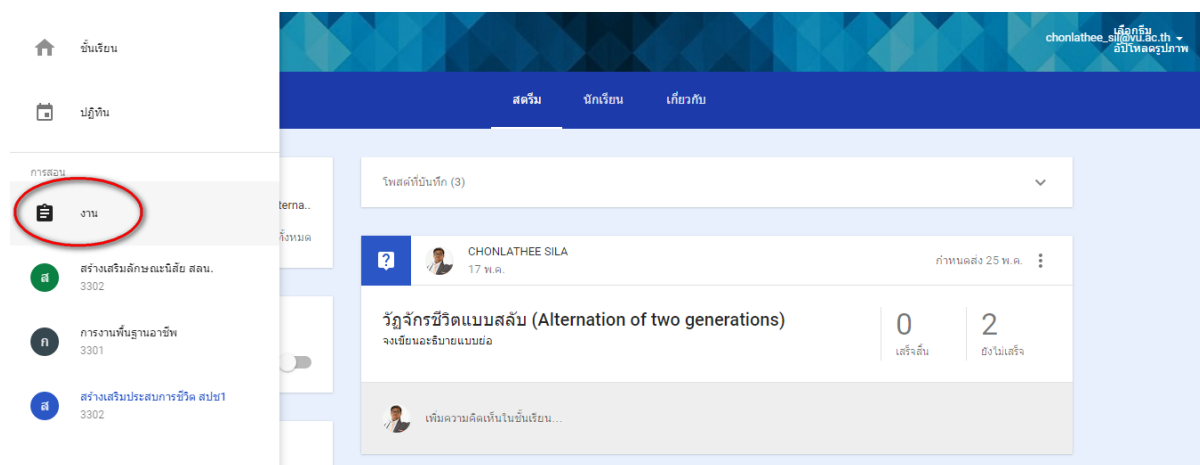 ชั้นเรียน
ปฏิทิน
การสอน
งาน
ส
สร้างเสริมลักษณะนิสัย สลน.
3302
ก
การงานพื้นฐานอาชีพ
3301
ส
สร้างเสริมประสบการชีวิต สปช1
3302
chonlathee_sil@vu.ac.th
เลือกธีม
อัปโหลดรูปภาพ
สตรีม
นักเรียน
เกี่ยวกับ
terna..
ทั้งหมด
โพสต์ที่บันทึก (3)
CHONLATHEE SILA
17 พ.ค.
กำหนดส่ง 25 พ.ค.
วัฏจักรชีวิตแบบสลับ (Alternation of two generations)
จงเขียนอะธิบายแบบย่อ
0
เสร็จสิ้น
2
ยังไม่เสร็จ
เพิ่มความคิดเห็นในชั้นเรียน...